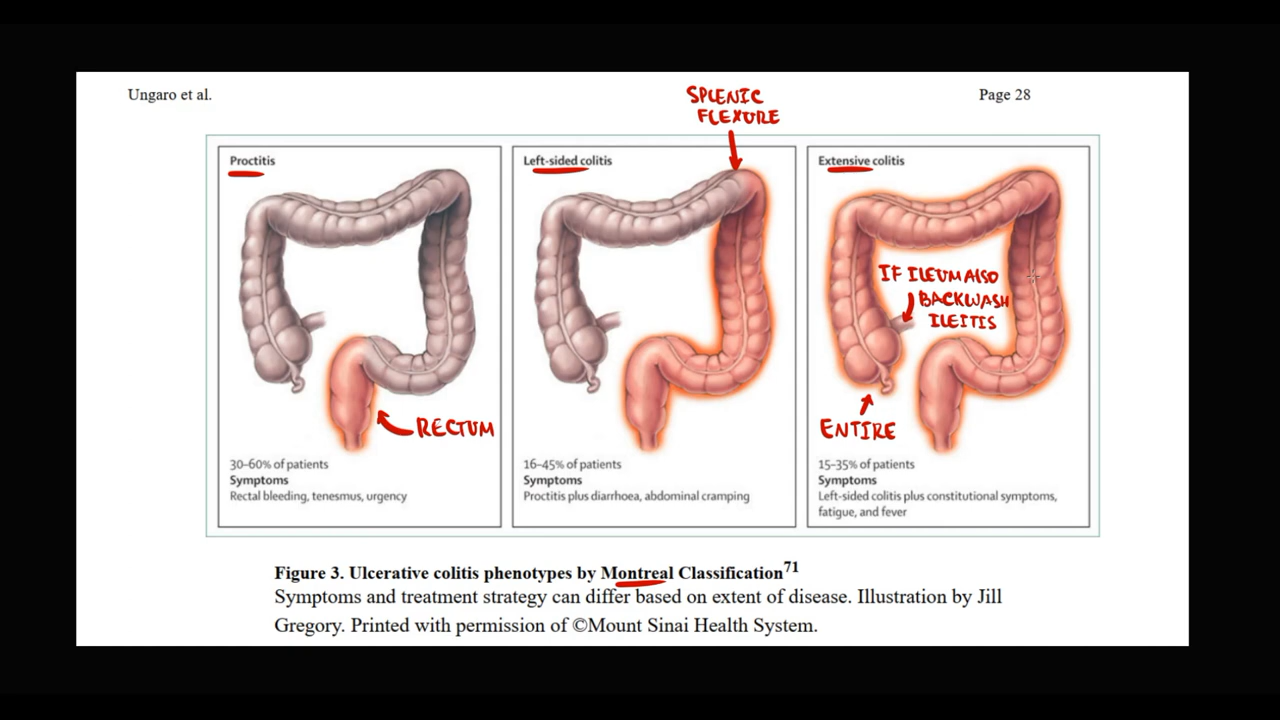 Ungaro et al.
Page 28
SPLENIC
FLEXURE
Proctitis
RECTUM
30–60% of patients
Symptoms
Rectal bleeding, tenesmus, urgency
Left-sided colitis
16–45% of patients
Symptoms
Proctitis plus diarrhoea, abdominal cramping
Extensive colitis
IF ILEUM ALSO
BACKWASH
ILEITIS
ENTIRE
15–35% of patients
Symptoms
Left-sided colitis plus constitutional symptoms,
fatigue, and fever
Figure 3. Ulcerative colitis phenotypes by Montreal Classification71
Symptoms and treatment strategy can differ based on extent of disease. Illustration by Jill
Gregory. Printed with permission of ©Mount Sinai Health System.